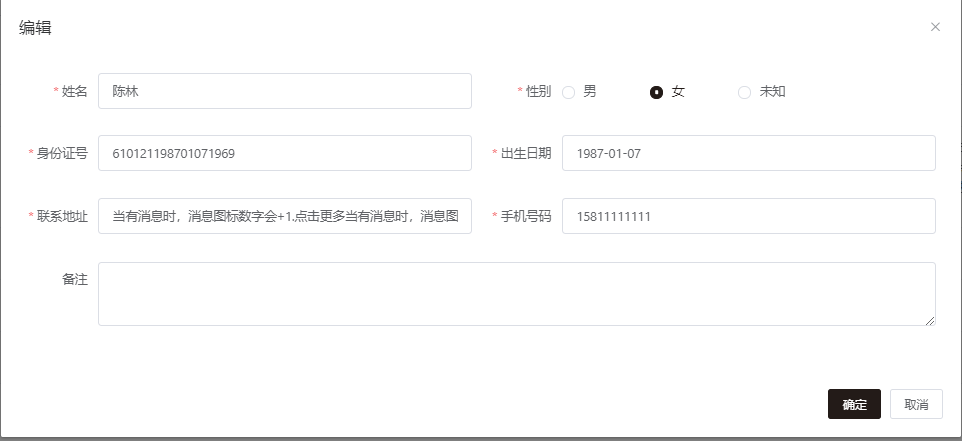 编辑
* 姓名 陈林 * 性别 男 女 未知
* 身份证号 610121198701071969 * 出生日期 1987-01-07
* 联系地址 当有消息时，消息图标数字会+1.点击更多当有消息时，消息图 * 手机号码 15811111111
备注
确定 取消